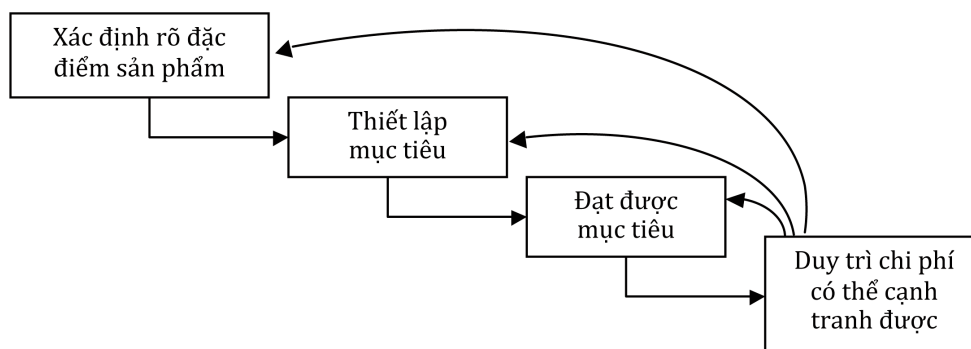 Xác định rõ đặc
điểm sản phẩm
Thiết lập
mục tiêu
Đạt được
mục tiêu
Duy trì chi phí
có thể cạnh
tranh được